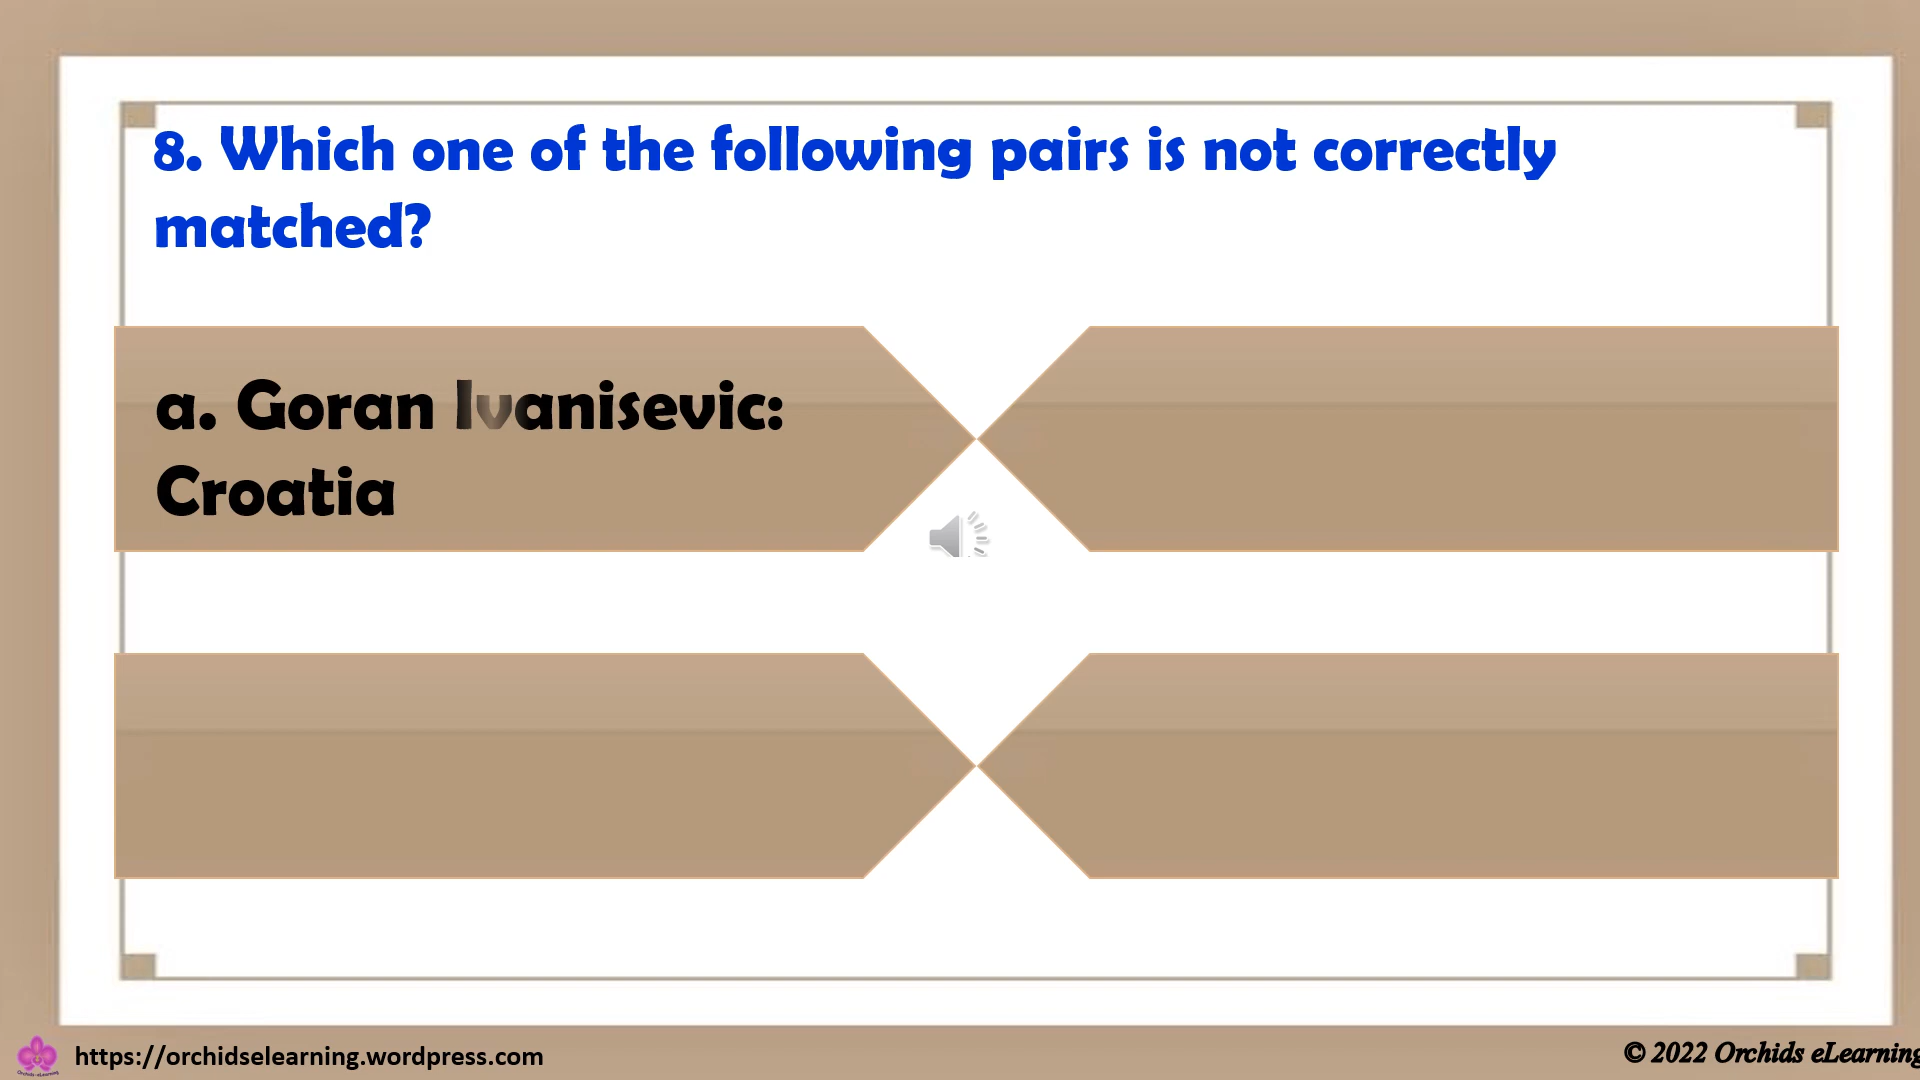 8. Which one of the following pairs is not correctly
matched?
a. Goran Ivanisevic:
Croatia
https://orchidselearning.wordpress.com
© 2022 Orchids eLearning